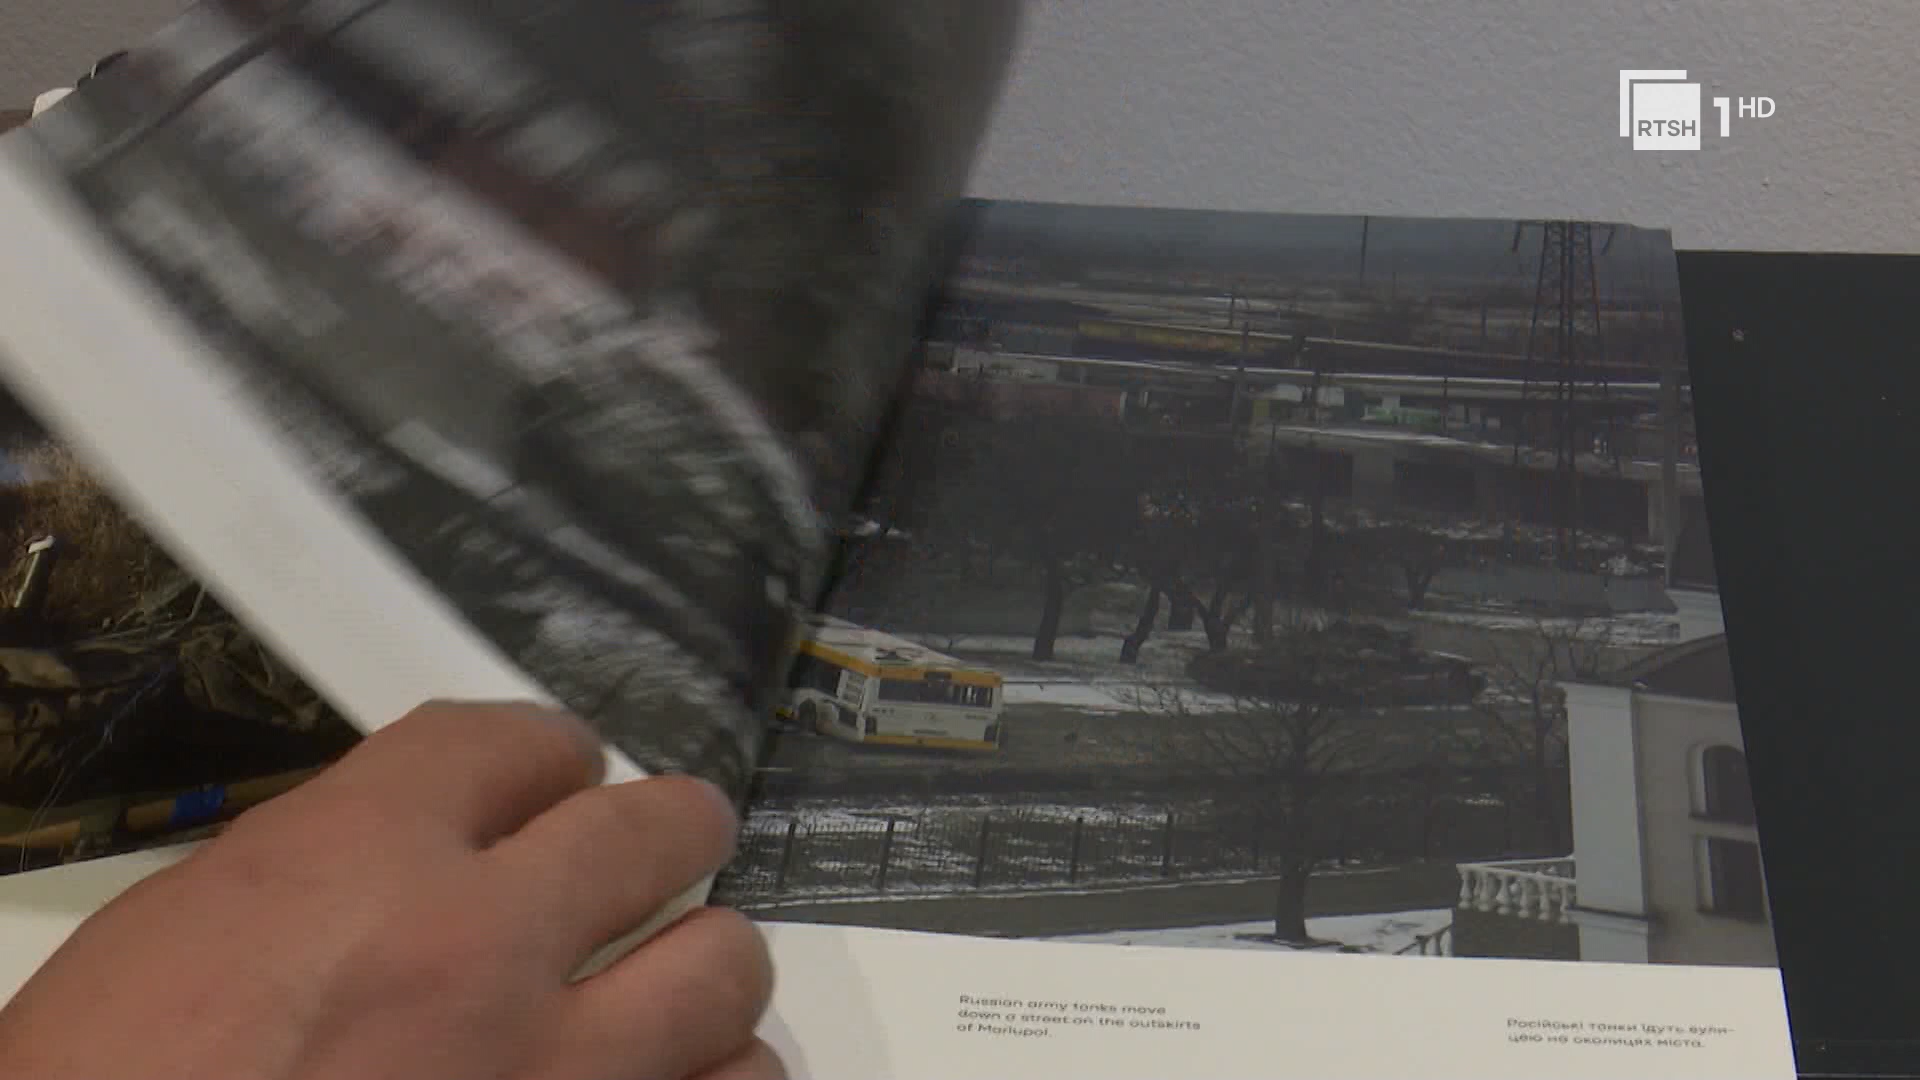 RTSH 1 HD
Russian army tanks move
down a street on the outskirts
of Mariupol.
Російські танки їдуть вули-
цею на околицях міста.